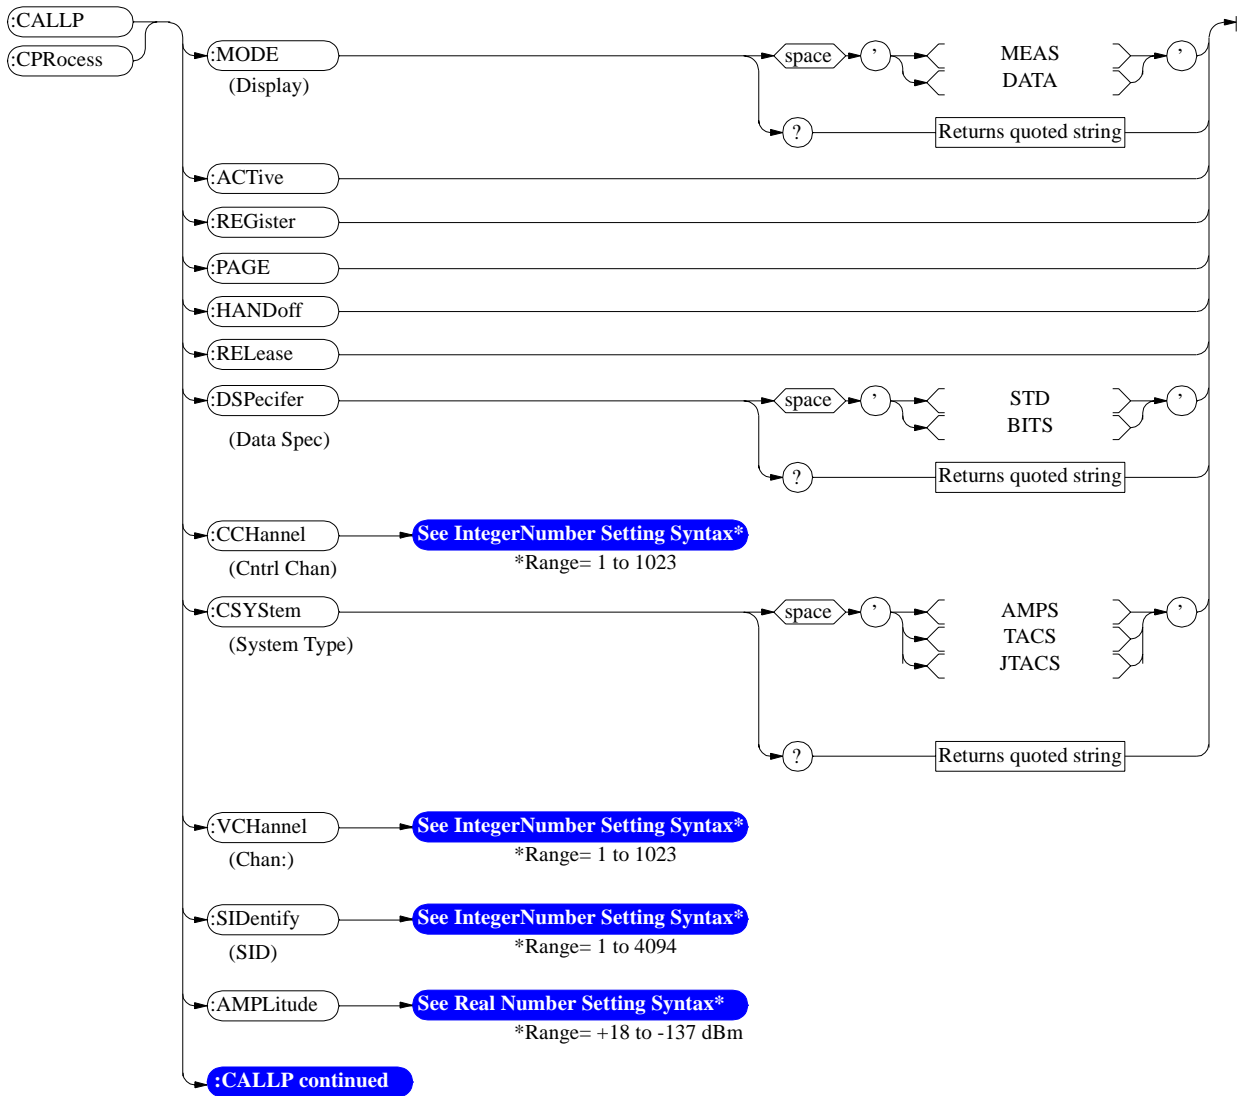 :CALLP
:CPRocess
:MODE space ' MEAS '
(Display) DATA
? Returns quoted string
:ACTive
:REGister
:PAGE
:HANDoff
:RELease
:DSPecifer space ' STD '
BITS
(Data Spec)
? Returns quoted string
:CCHannel See IntegerNumber Setting Syntax*
(Cntrl Chan) *Range= 1 to 1023
:CSYStem space ' AMPS '
(System Type) TACS
JTACS
? Returns quoted string
:VCHannel See IntegerNumber Setting Syntax*
(Chan:) *Range= 1 to 1023
:SIDentify See IntegerNumber Setting Syntax*
(SID) *Range= 1 to 4094
:AMPLitude See Real Number Setting Syntax*
*Range= +18 to -137 dBm
:CALLP continued